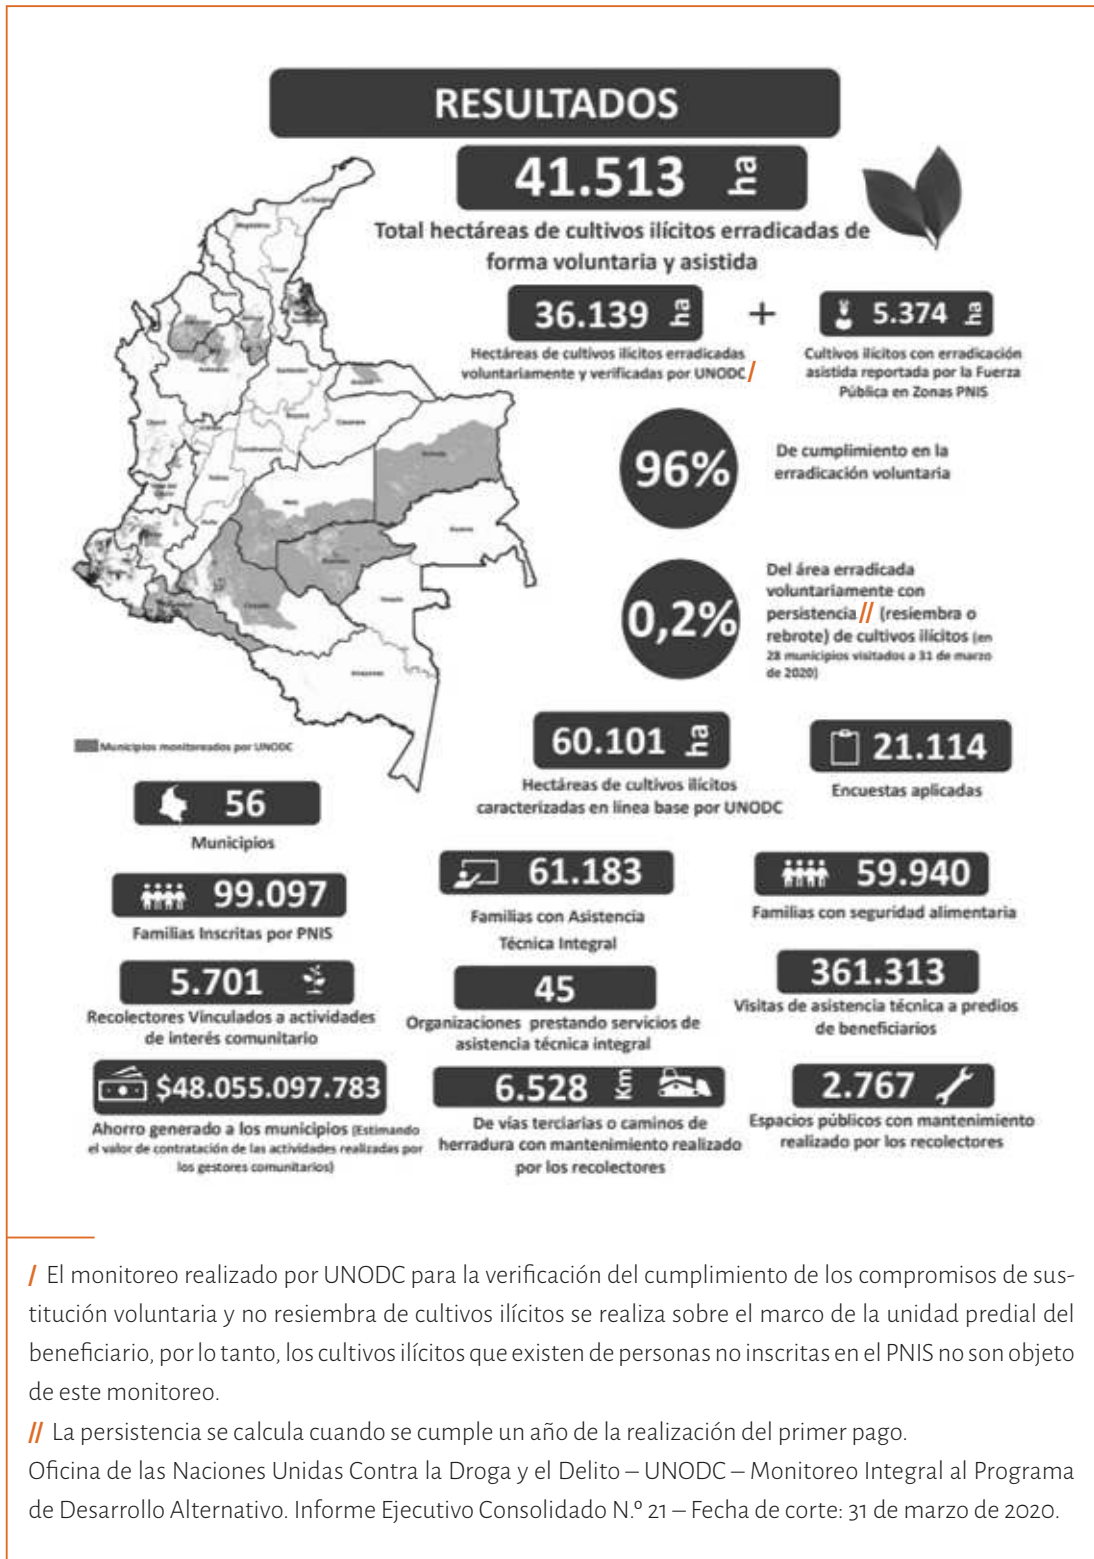 RESULTADOS
41.513 ha
Total hectáreas de cultivos ilícitos erradicadas de
forma voluntaria y asistida
36.139 ha
Hectáreas de cultivos ilícitos erradicadas
voluntariamente y verificadas por UNODC /
+
5.374 ha
Cultivos ilícitos con erradicación
asistida reportada por la Fuerza
Pública en Zonas PNIS
96%
De cumplimiento en la
erradicación voluntaria
0,2%
Del área erradicada
voluntariamente con
persistencia // (resiembra o
rebrote) de cultivos ilícitos (en
28 municipios visitados a 31 de marzo
de 2020)
Municipios monitoreados por UNODC
60.101 ha
Hectáreas de cultivos ilícitos
caracterizadas en línea base por UNODC
21.114
Encuestas aplicadas
56
Municipios
99.097
Familias Inscritas por PNIS
61.183
Familias con Asistencia
Técnica Integral
59.940
Familias con seguridad alimentaria
5.701
Recolectores Vinculados a actividades
de interés comunitario
45
Organizaciones prestando servicios de
asistencia técnica integral
361.313
Visitas de asistencia técnica a predios
de beneficiarios
$48.055.097.783
Ahorro generado a los municipios (Estimando
el valor de contratación de las actividades realizadas por
los gestores comunitarios)
6.528 Km
De vías terciarias o caminos de
herradura con mantenimiento realizado
por los recolectores
2.767
Espacios públicos con mantenimiento
realizado por los recolectores
/ El monitoreo realizado por UNODC para la verificación del cumplimiento de los compromisos de sus-
titución voluntaria y no resiembra de cultivos ilícitos se realiza sobre el marco de la unidad predial del
beneficiario, por lo tanto, los cultivos ilícitos que existen de personas no inscritas en el PNIS no son objeto
de este monitoreo.
// La persistencia se calcula cuando se cumple un año de la realización del primer pago.
Oficina de las Naciones Unidas Contra la Droga y el Delito – UNODC – Monitoreo Integral al Programa
de Desarrollo Alternativo. Informe Ejecutivo Consolidado N.º 21 – Fecha de corte: 31 de marzo de 2020.